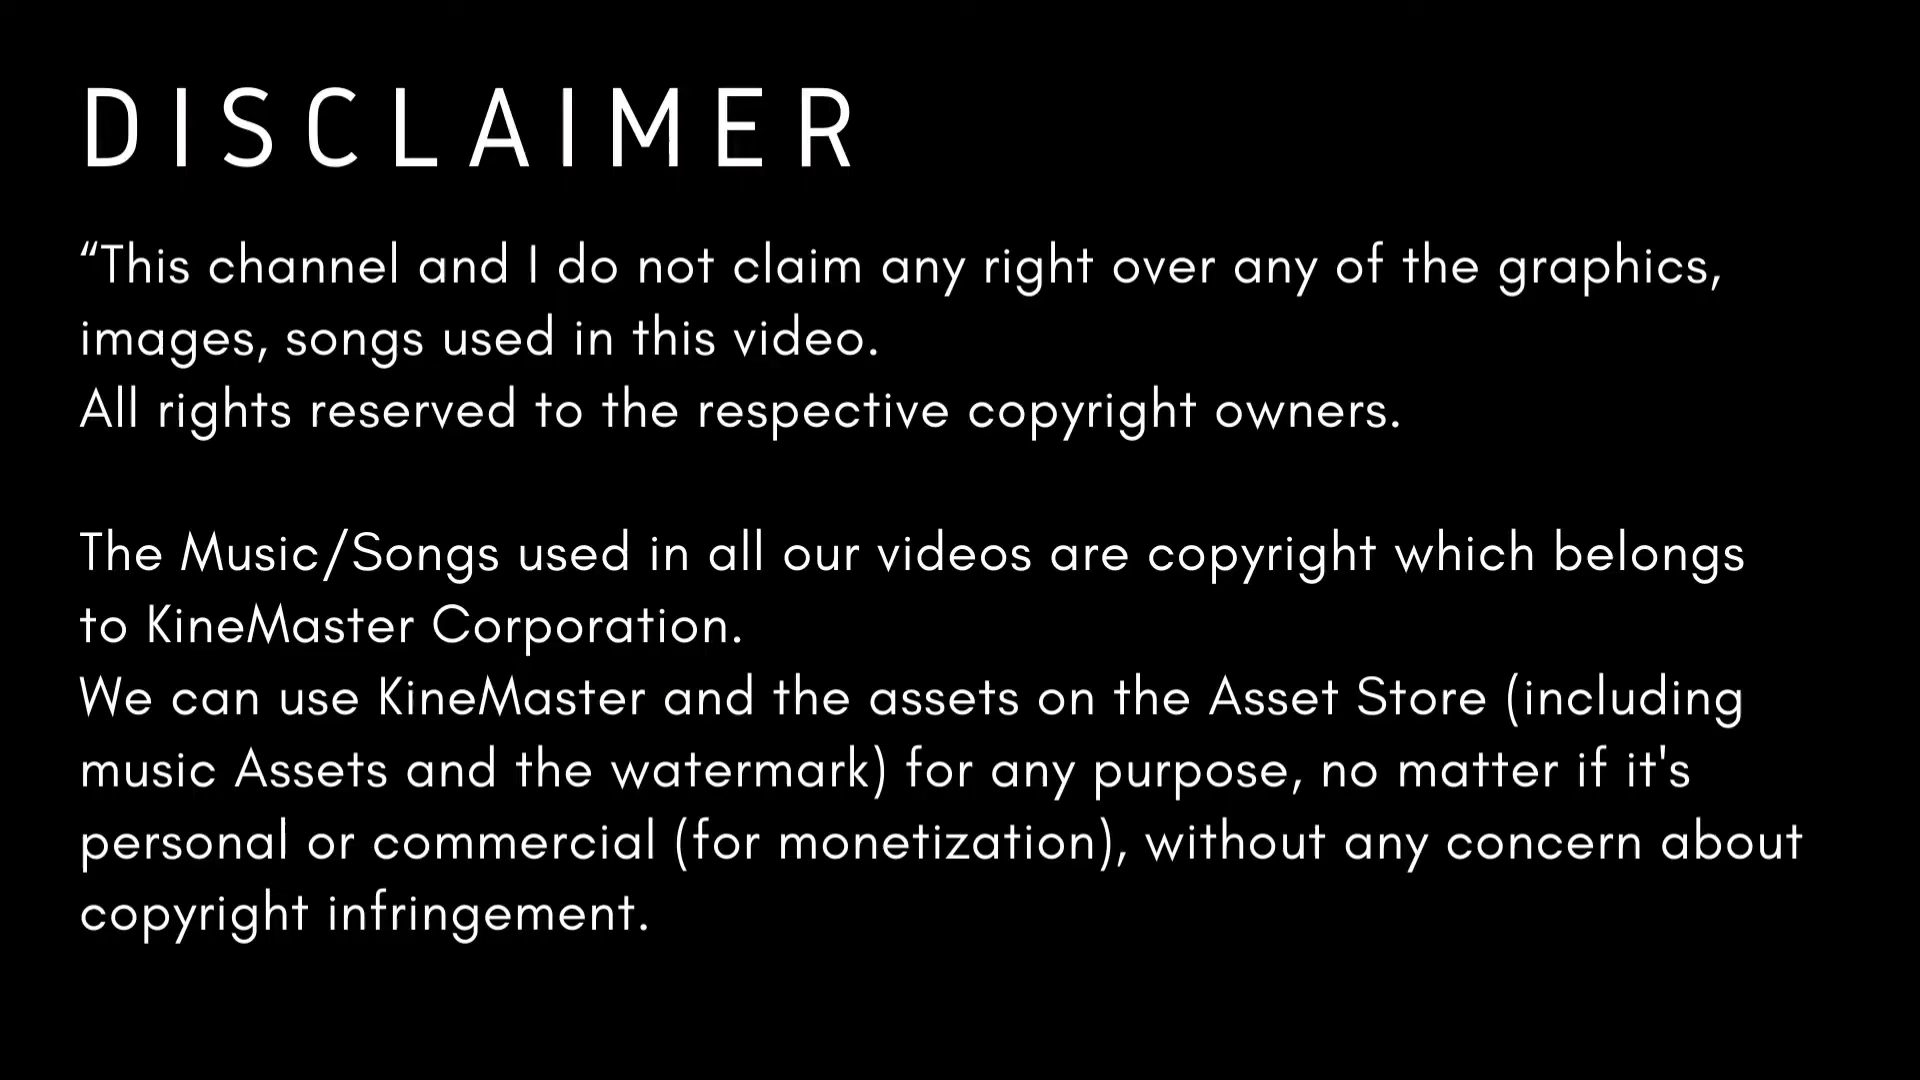 DISCLAIMER
“This channel and I do not claim any right over any of the graphics,
images, songs used in this video.
All rights reserved to the respective copyright owners.
The Music/Songs used in all our videos are copyright which belongs
to KineMaster Corporation.
We can use KineMaster and the assets on the Asset Store (including
music Assets and the watermark) for any purpose, no matter if it's
personal or commercial (for monetization), without any concern about
copyright infringement.